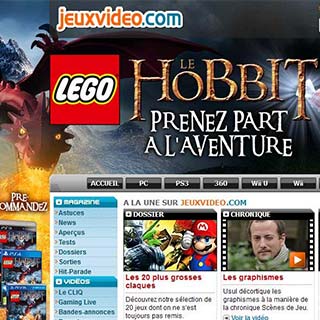 jeuxvideo.com
LEGO
LE
HOBBIT
PRENEZ PART
A L'AVENTURE
PRE-
COMMANDEZ
ACCUEIL PC PS3 360 Wii U Wii
MAGAZINE
Astuces
News
Aperçus
Tests
Dossiers
Sorties
Hit-Parade
VIDÉOS
Le CLIQ
Gaming Live
Bandes-annonces
A LA UNE SUR JEUXVIDEO.COM
DOSSIER
Les 20 plus grosses
claques
Découvrez notre sélection de
20 jeux dont on ne s'est
toujours pas remis.
CHRONIQUE
Les graphismes
Usul décortique les
graphismes à la manière de
la chronique Scènes de Jeu.
Voir la vidéo